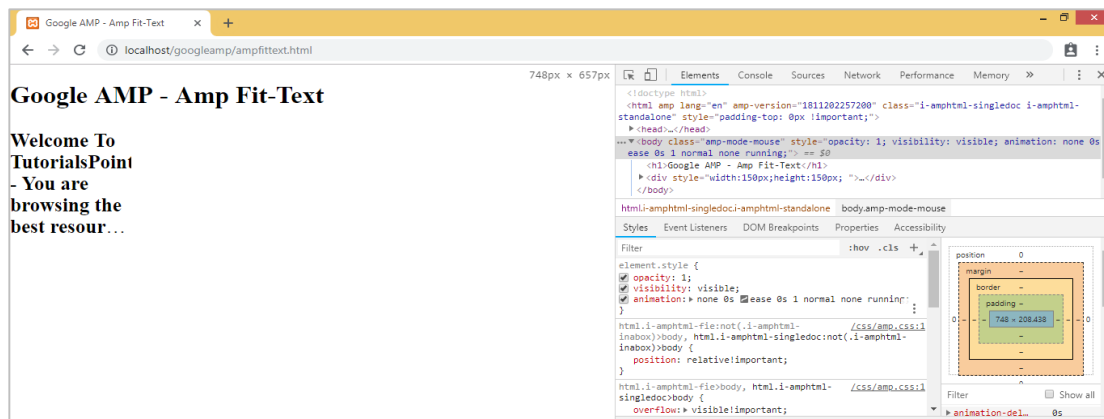 Google AMP - Amp Fit-Text
localhost/googleamp/ampfittext.html
748px × 657px
Google AMP - Amp Fit-Text
Welcome To
TutorialsPoint
- You are
browsing the
best resour…
Elements Console Sources Network Performance Memory »
<!doctype html>
<html amp lang="en" amp-version="1811202257200" class="i-amphtml-singledoc i-amphtml-
standalone" style="padding-top: 0px !important;">
▶<head>…</head>
…▼<body class="amp-mode-mouse" style="opacity: 1; visibility: visible; animation: none 0s
ease 0s 1 normal none running;"> == $0
<h1>Google AMP - Amp Fit-Text</h1>
▶<div style="width:150px;height:150px; ">…</div>
</body>
html.i-amphtml-singledoc.i-amphtml-standalone body.amp-mode-mouse
Styles Event Listeners DOM Breakpoints Properties Accessibility
Filter :hov .cls +
element.style {
opacity: 1;
visibility: visible;
animation:▶ none 0s ease 0s 1 normal none running;
}
html.i-amphtml-fie:not(.i-amphtml- /css/amp.css:1
inabox)>body, html.i-amphtml-singledoc:not(.i-amphtml-
inabox)>body {
position: relative!important;
}
html.i-amphtml-fie>body, html.i-amphtml- /css/amp.css:1
singledoc>body {
overflow:▶ visible!important;
position 0
margin –
border –
padding –
0 – – – 748 × 208.438 – – – 0
–
–
–
0
Filter Show all
▶animation-del… 0s